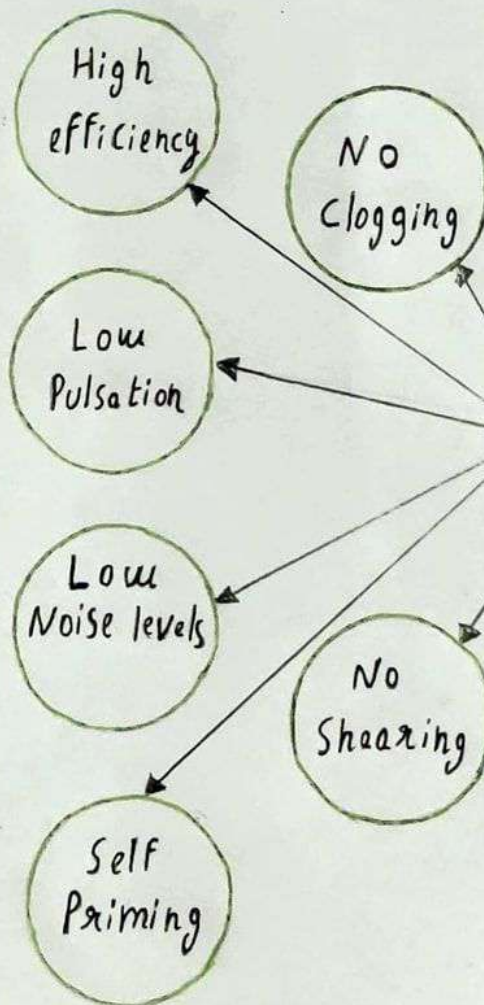 High
efficiency
No
Clogging
Low
Pulsation
Low
Noise levels
No
Shearing
Self
Priming